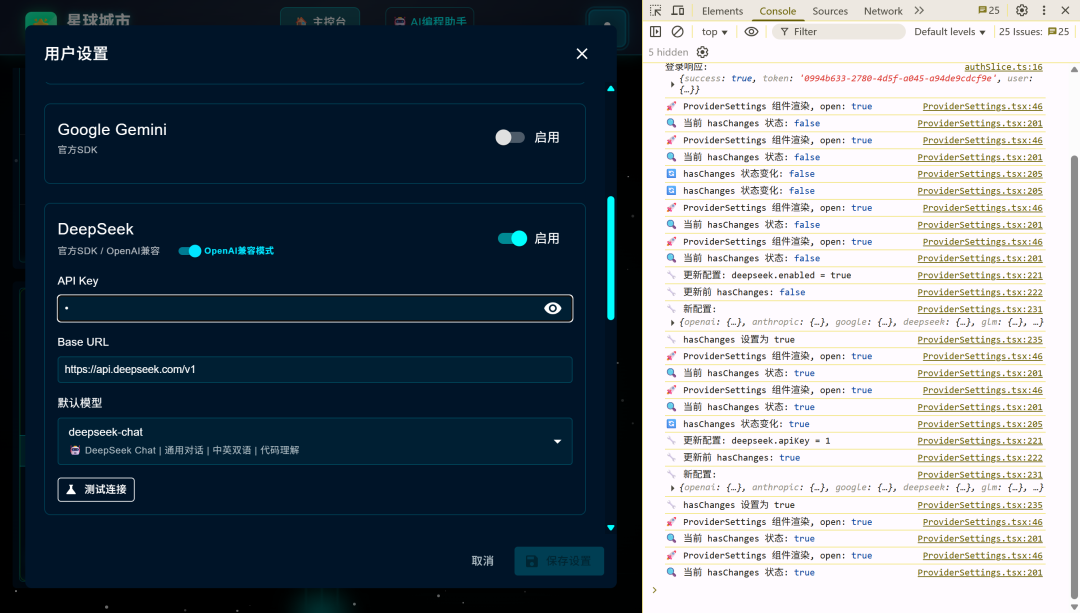 星球城市
主控台
AI编程助手
用户设置
Google Gemini
官方SDK
启用
DeepSeek
官方SDK / OpenAI兼容
OpenAI兼容模式
启用
API Key
•
Base URL
https://api.deepseek.com/v1
默认模型
deepseek-chat
DeepSeek Chat | 通用对话 | 中英双语 | 代码理解
测试连接
取消
保存设置
Elements
Console
Sources
Network
25
top
Filter
Default levels
25 Issues:
25
5 hidden
登录响应:
authSlice.ts:16
{success: true, token: '0994b633-2780-4d5f-a045-a94de9cdcf9e', user:
{…}}
ProviderSettings 组件渲染, open: true
ProviderSettings.tsx:46
当前 hasChanges 状态: false
ProviderSettings.tsx:201
ProviderSettings 组件渲染, open: true
ProviderSettings.tsx:46
当前 hasChanges 状态: false
ProviderSettings.tsx:201
hasChanges 状态变化: false
ProviderSettings.tsx:205
hasChanges 状态变化: false
ProviderSettings.tsx:205
ProviderSettings 组件渲染, open: true
ProviderSettings.tsx:46
当前 hasChanges 状态: false
ProviderSettings.tsx:201
ProviderSettings 组件渲染, open: true
ProviderSettings.tsx:46
当前 hasChanges 状态: false
ProviderSettings.tsx:201
更新配置: deepseek.enabled = true
ProviderSettings.tsx:221
更新前 hasChanges: false
ProviderSettings.tsx:222
新配置:
ProviderSettings.tsx:231
{openai: {…}, anthropic: {…}, google: {…}, deepseek: {…}, glm: {…}, …}
hasChanges 设置为 true
ProviderSettings.tsx:235
ProviderSettings 组件渲染, open: true
ProviderSettings.tsx:46
当前 hasChanges 状态: true
ProviderSettings.tsx:201
ProviderSettings 组件渲染, open: true
ProviderSettings.tsx:46
当前 hasChanges 状态: true
ProviderSettings.tsx:201
hasChanges 状态变化: true
ProviderSettings.tsx:205
更新配置: deepseek.apiKey = 1
ProviderSettings.tsx:221
更新前 hasChanges: true
ProviderSettings.tsx:222
新配置:
ProviderSettings.tsx:231
{openai: {…}, anthropic: {…}, google: {…}, deepseek: {…}, glm: {…}, …}
hasChanges 设置为 true
ProviderSettings.tsx:235
ProviderSettings 组件渲染, open: true
ProviderSettings.tsx:46
当前 hasChanges 状态: true
ProviderSettings.tsx:201
ProviderSettings 组件渲染, open: true
ProviderSettings.tsx:46
当前 hasChanges 状态: true
ProviderSettings.tsx:201